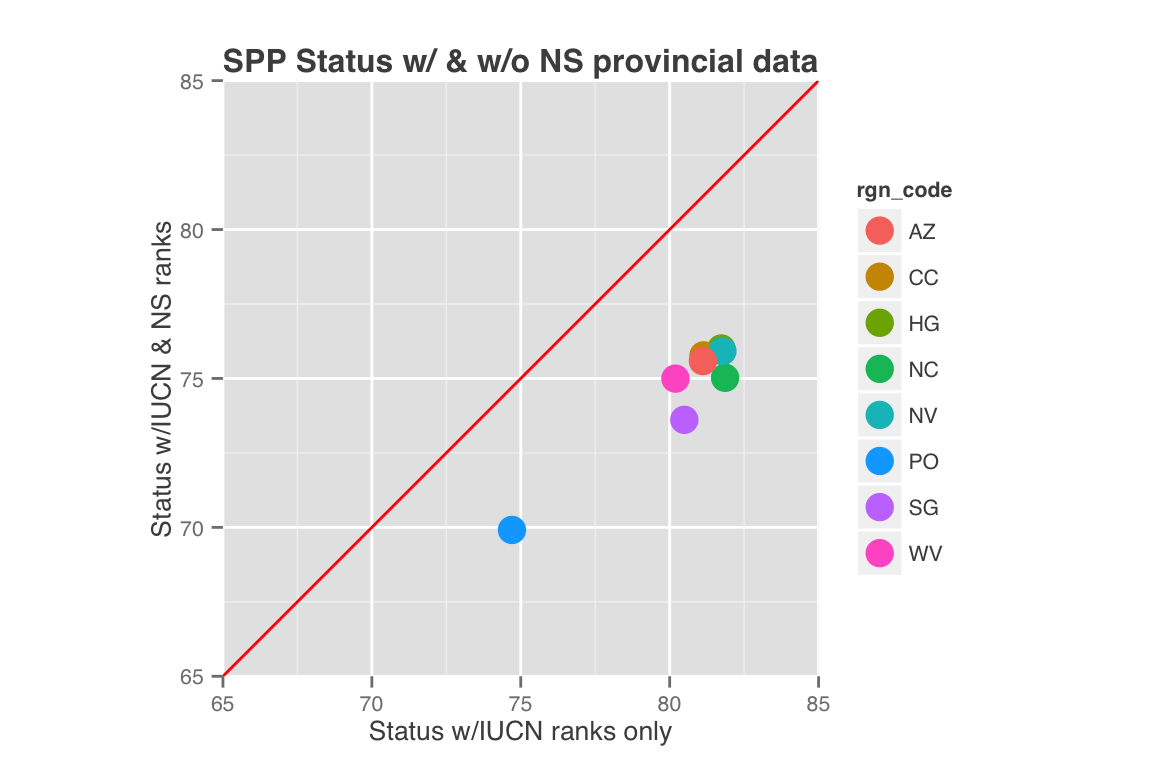 SPP Status w/ & w/o NS provincial data
85
80
75
70
65
Status w/IUCN & NS ranks
65 70 75 80 85
Status w/IUCN ranks only
rgn_code
AZ
CC
HG
NC
NV
PO
SG
WV